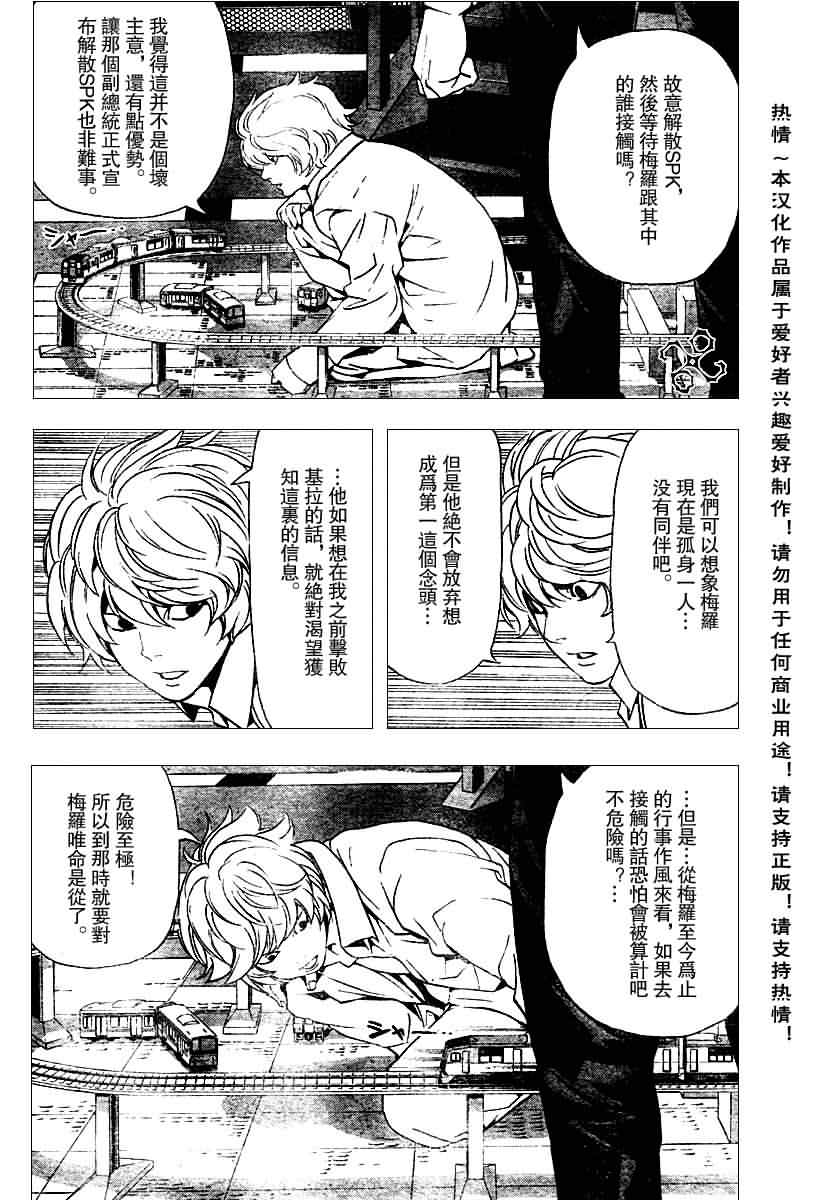 故意解散SPK,
然後等待梅羅跟其中
的誰接觸嗎?
我覺得這并不是個壞
主意,還有點優勢。
讓那個副總統正式宣
布解散SPK也非難事。
シャー…
我們可以想象梅羅
現在是孤身一人…
没有同伴吧。
但是他絶不會放弃想
成爲第一這個念頭…
…他如果想在我之前擊敗
基拉的話,就絶對渴望獲
知這裏的信息。
…但是…從梅羅至今爲止
的行事作風來看,如果去
接觸的話恐怕會被算計吧
不危險嗎?…
危險至極!
所以到那時就要對
梅羅唯命是從了。
热情～本汉化作品属于爱好者兴趣爱好制作！请勿用于任何商业用途！请支持正版！请支持热情！